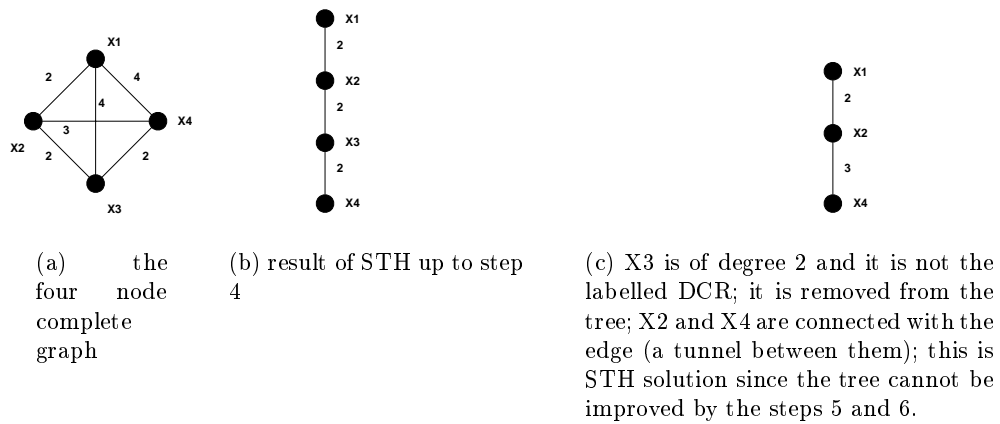 X1
2
4
4
3
X2
X4
2
2
X3
X1
2
X2
2
X3
2
X4
X1
2
X2
3
X4
(a) the
four node
complete
graph
(b) result of STH up to step
4
(c) X3 is of degree 2 and it is not the
labelled DCR; it is removed from the
tree; X2 and X4 are connected with the
edge (a tunnel between them); this is
STH solution since the tree cannot be
improved by the steps 5 and 6.